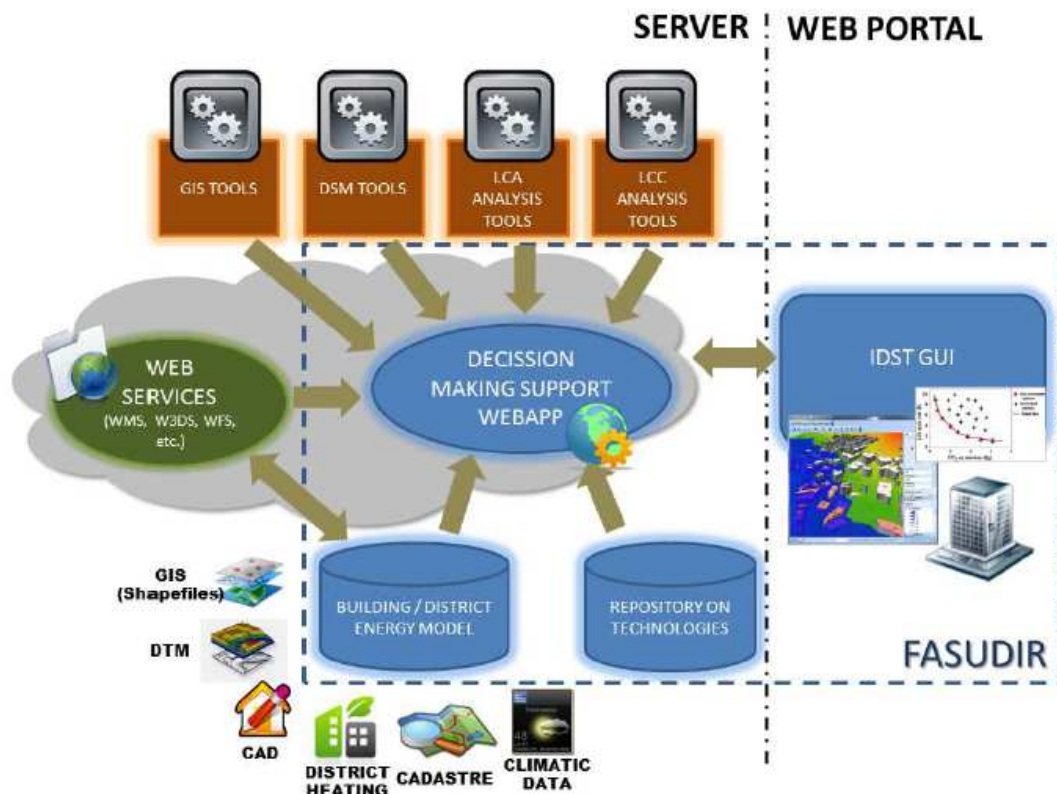 SERVER
WEB PORTAL
GIS TOOLS
DSM TOOLS
LCA
ANALYSIS
TOOLS
LCC
ANALYSIS
TOOLS
WEB
SERVICES
(WMS, W3DS, WFS,
etc.)
DECISSION
MAKING SUPPORT
WEBAPP
IDST GUI
GIS
(Shapefiles)
BUILDING / DISTRICT
ENERGY MODEL
REPOSITORY ON
TECHNOLOGIES
DTM
FASUDIR
CAD
DISTRICT
HEATING
CADASTRE
CLIMATIC
DATA